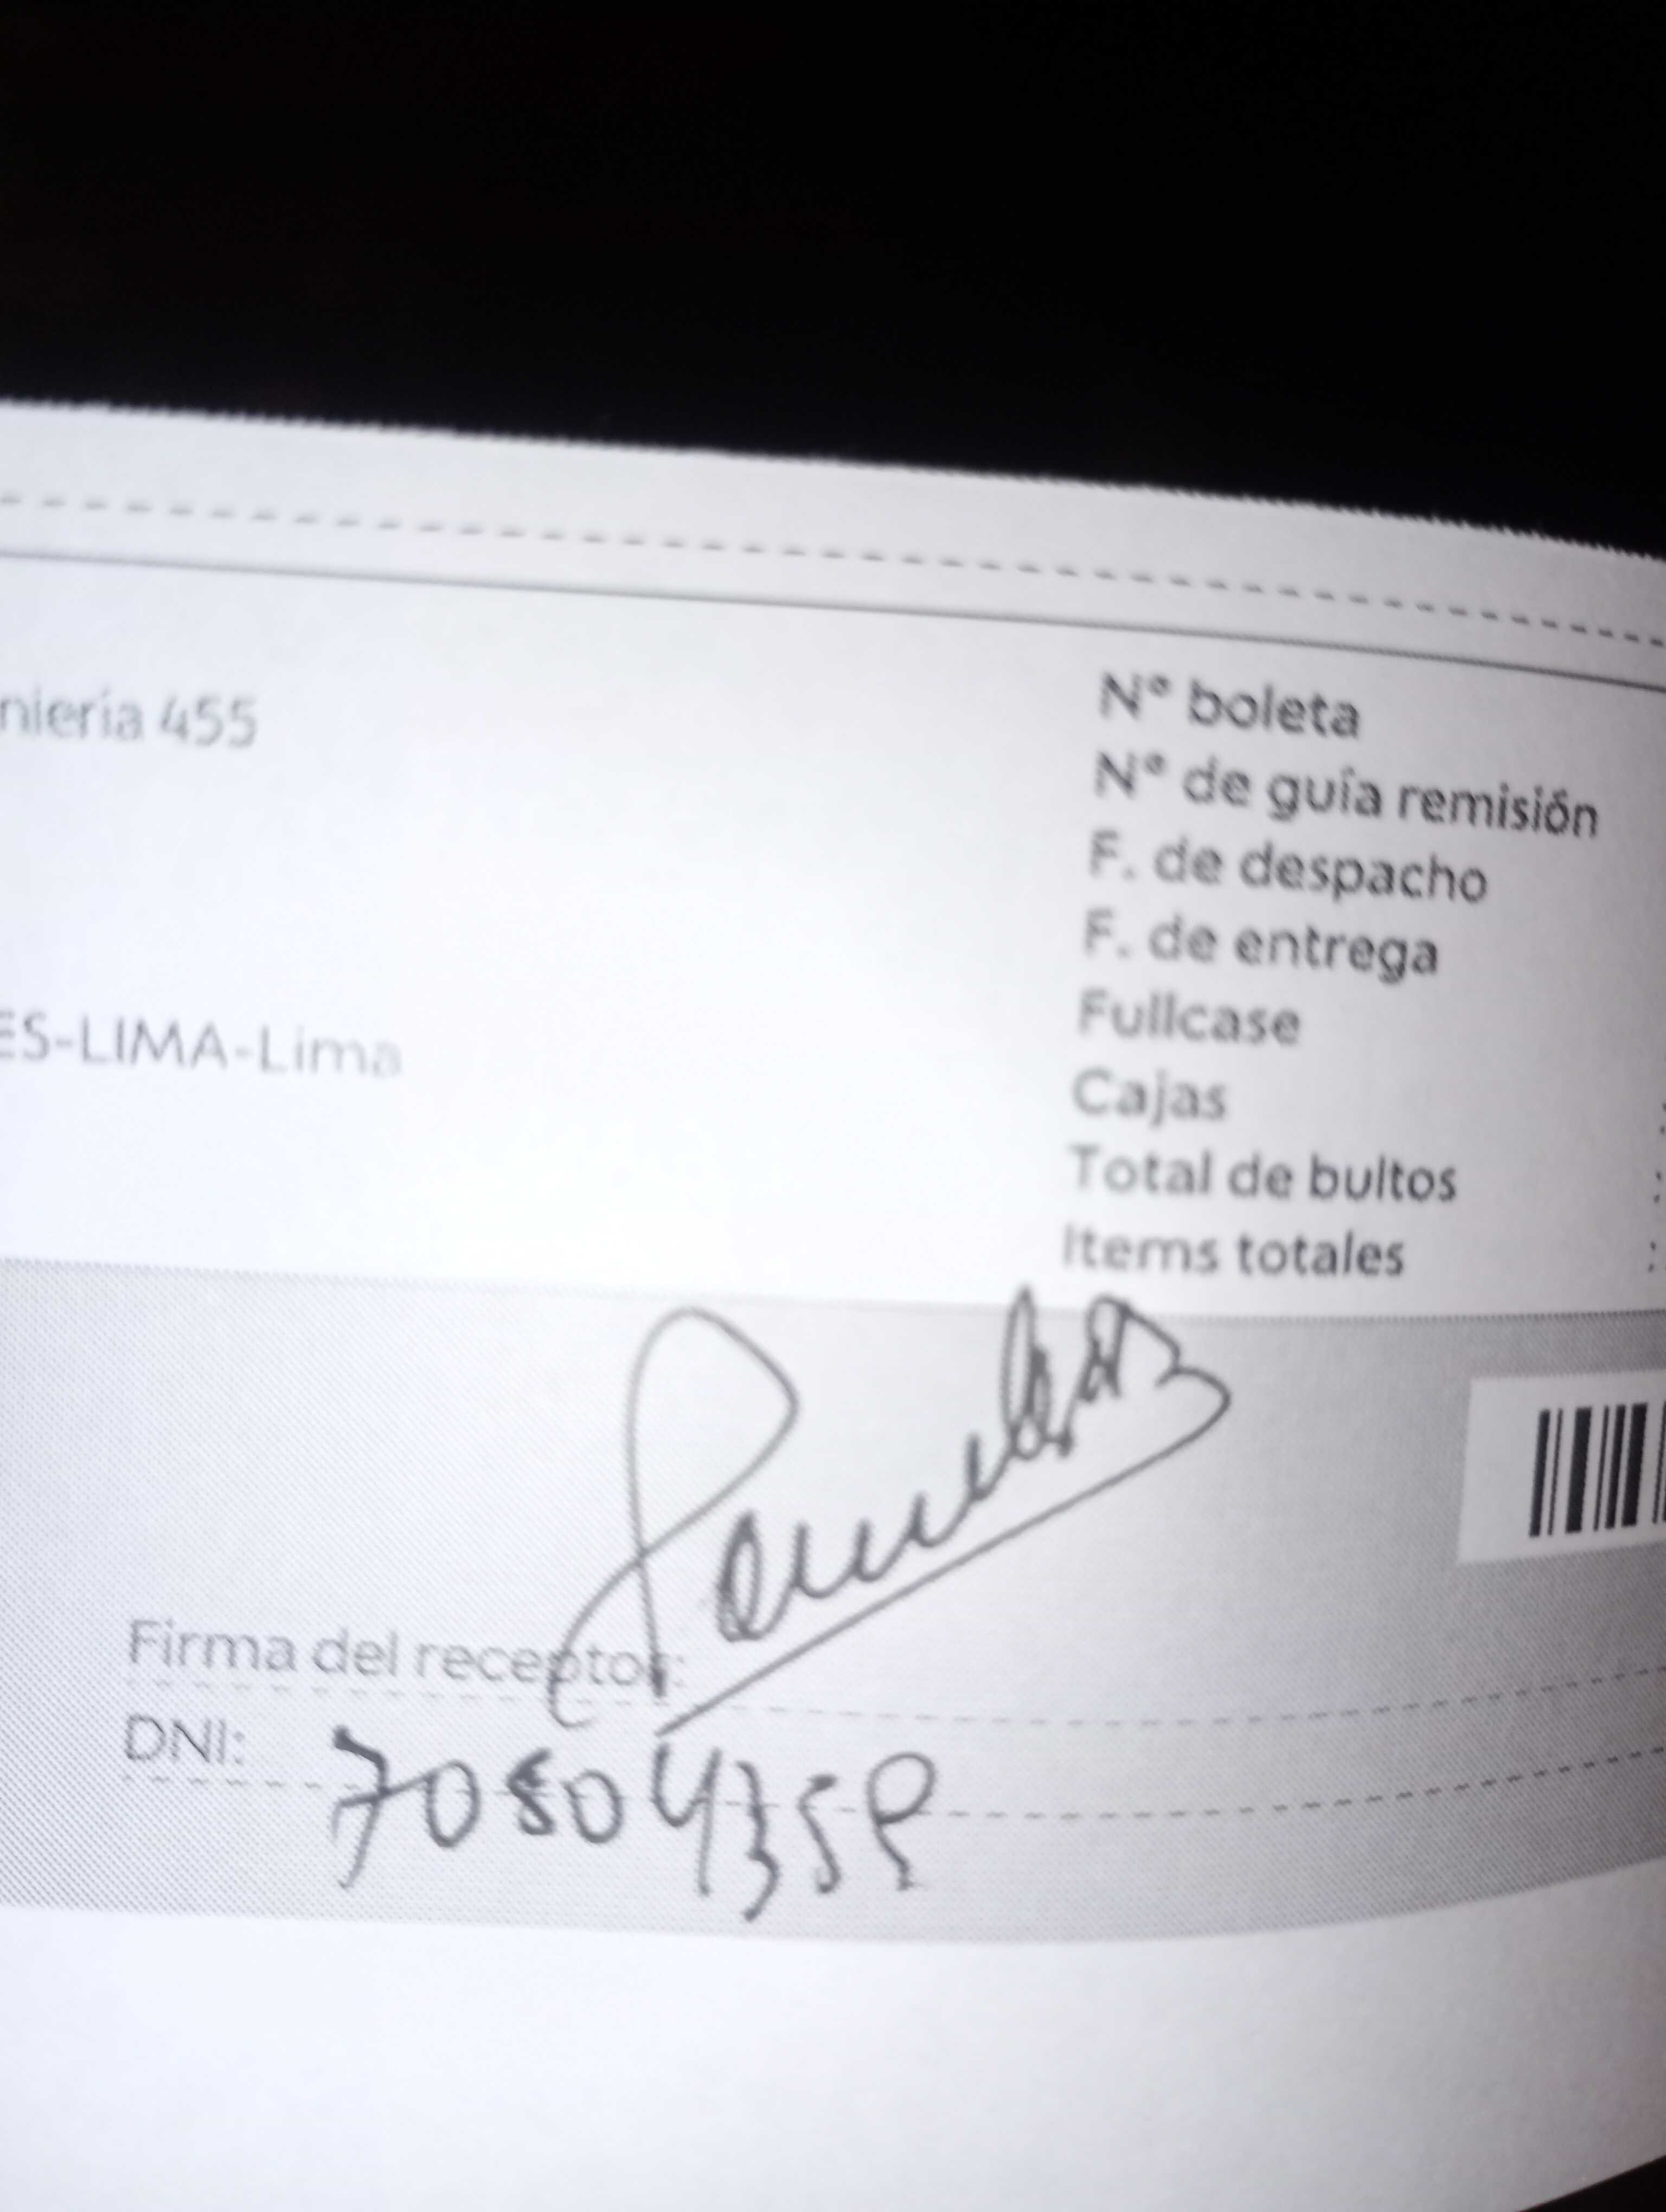 niería 455
ES-LIMA-Lima
N° boleta
N° de guía remisión
F. de despacho
F. de entrega
Fullcase
Cajas :
Total de bultos :
Items totales :
Firma del receptor:
DNI: 70804359